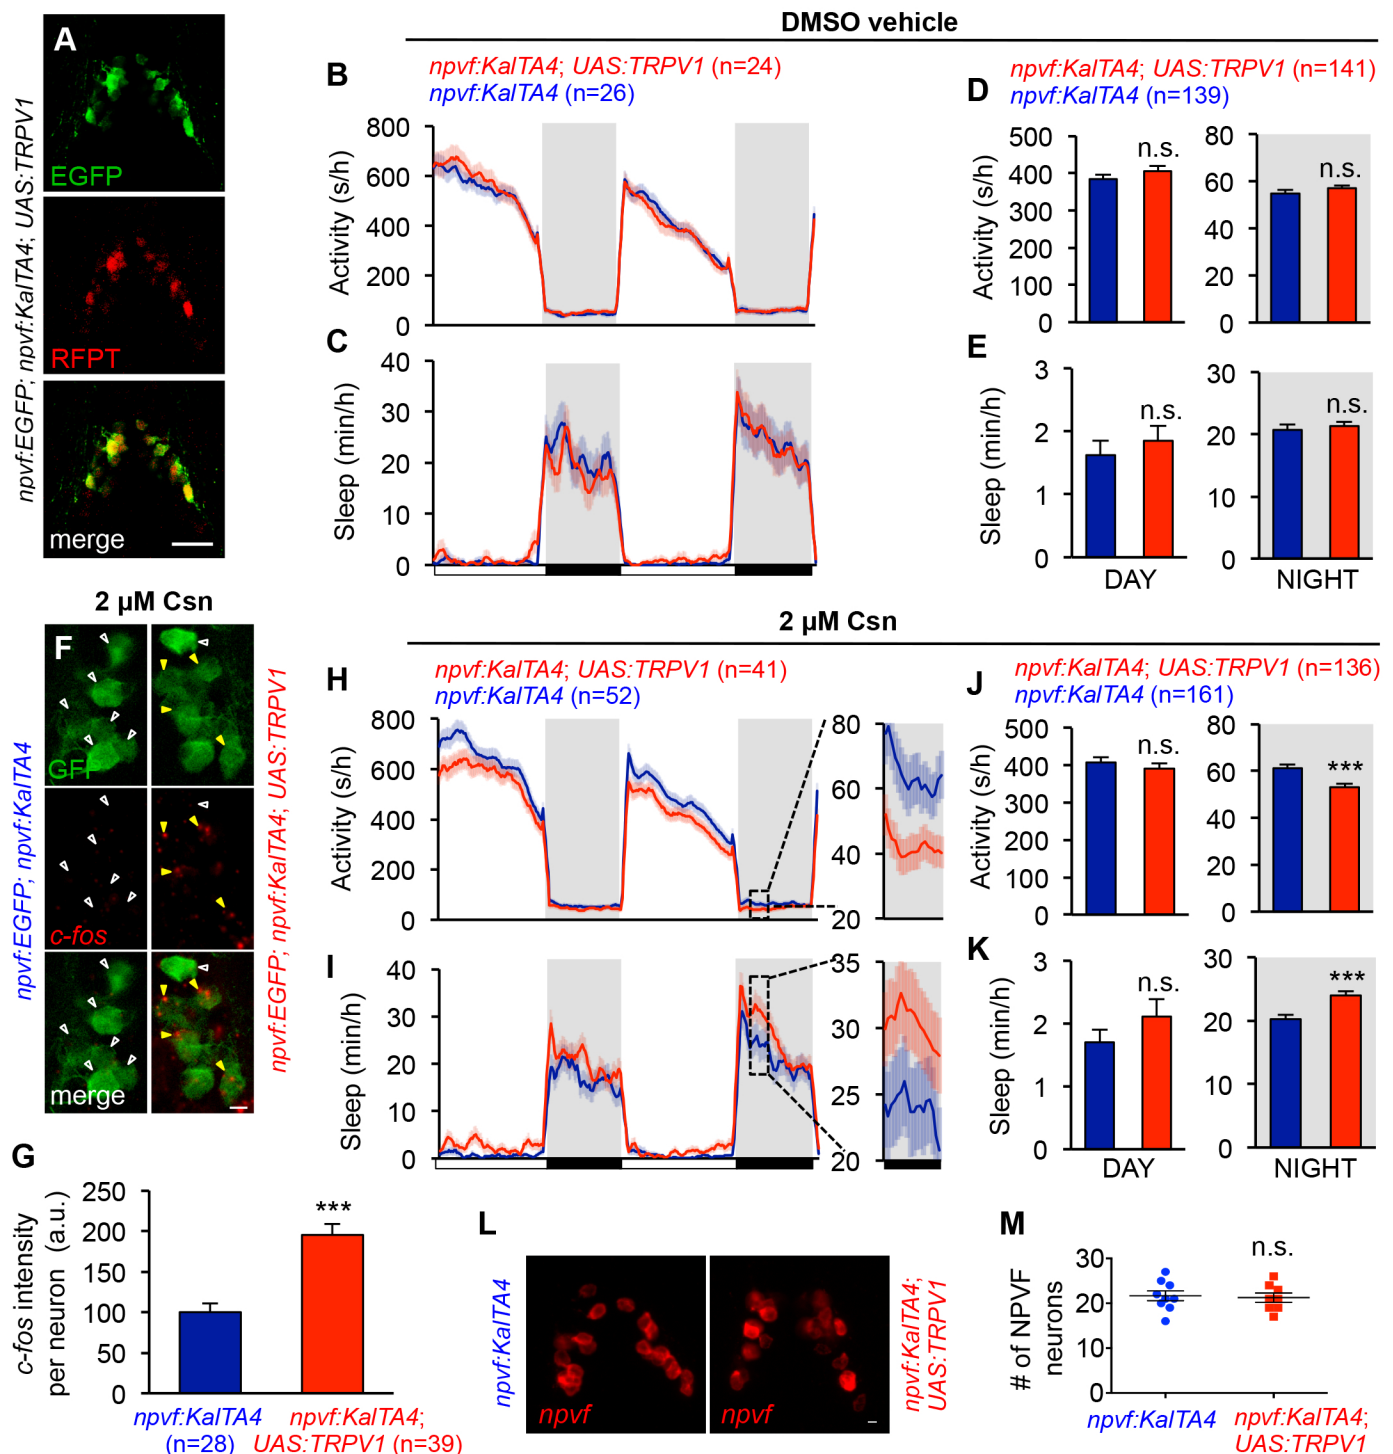 DMSO vehicle
A
npvf:EGFP; npvf:KalTA4; UAS:TRPV1
EGFP
RFPT
merge
B
npvf:KalTA4; UAS:TRPV1 (n=24)
npvf:KalTA4 (n=26)
Activity (s/h)
800
600
400
200
0
C
Sleep (min/h)
40
30
20
10
0
D
npvf:KalTA4; UAS:TRPV1 (n=141)
npvf:KalTA4 (n=139)
Activity (s/h)
500
400
300
200
100
0
n.s.
80
60
40
20
0
n.s.
E
Sleep (min/h)
3
2
1
0
n.s.
DAY
30
20
10
0
n.s.
NIGHT
2 µM Csn
F
npvf:EGFP; npvf:KalTA4
GFP
c-fos
merge
npvf:EGFP; npvf:KalTA4; UAS:TRPV1
2 µM Csn
H
npvf:KalTA4; UAS:TRPV1 (n=41)
npvf:KalTA4 (n=52)
Activity (s/h)
800
600
400
200
0
80
60
40
20
I
Sleep (min/h)
40
30
20
10
0
35
30
25
20
J
npvf:KalTA4; UAS:TRPV1 (n=136)
npvf:KalTA4 (n=161)
Activity (s/h)
500
400
300
200
100
0
n.s.
80
60
40
20
0
***
K
Sleep (min/h)
3
2
1
0
n.s.
DAY
30
20
10
0
***
NIGHT
G
c-fos intensity
per neuron (a.u.)
250
200
150
100
50
0
***
npvf:KalTA4
(n=28)
npvf:KalTA4;
UAS:TRPV1 (n=39)
L
npvf:KalTA4
npvf
npvf
npvf:KalTA4;
UAS:TRPV1
M
# of NPVF
neurons
30
20
10
0
n.s.
npvf:KalTA4
npvf:KalTA4;
UAS:TRPV1